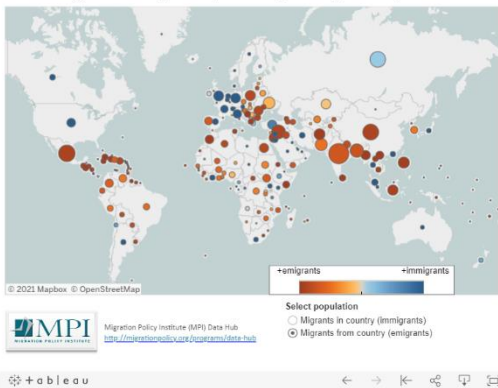 +emigrants +immigrants
© 2021 Mapbox © OpenStreetMap
Select population
Migrants in country (immigrants)
Migrants from country (emigrants)
MPI
MIGRATION POLICY INSTITUTE
Migration Policy Institute (MPI) Data Hub
http://migrationpolicy.org/programs/data-hub
+ a b l e a u